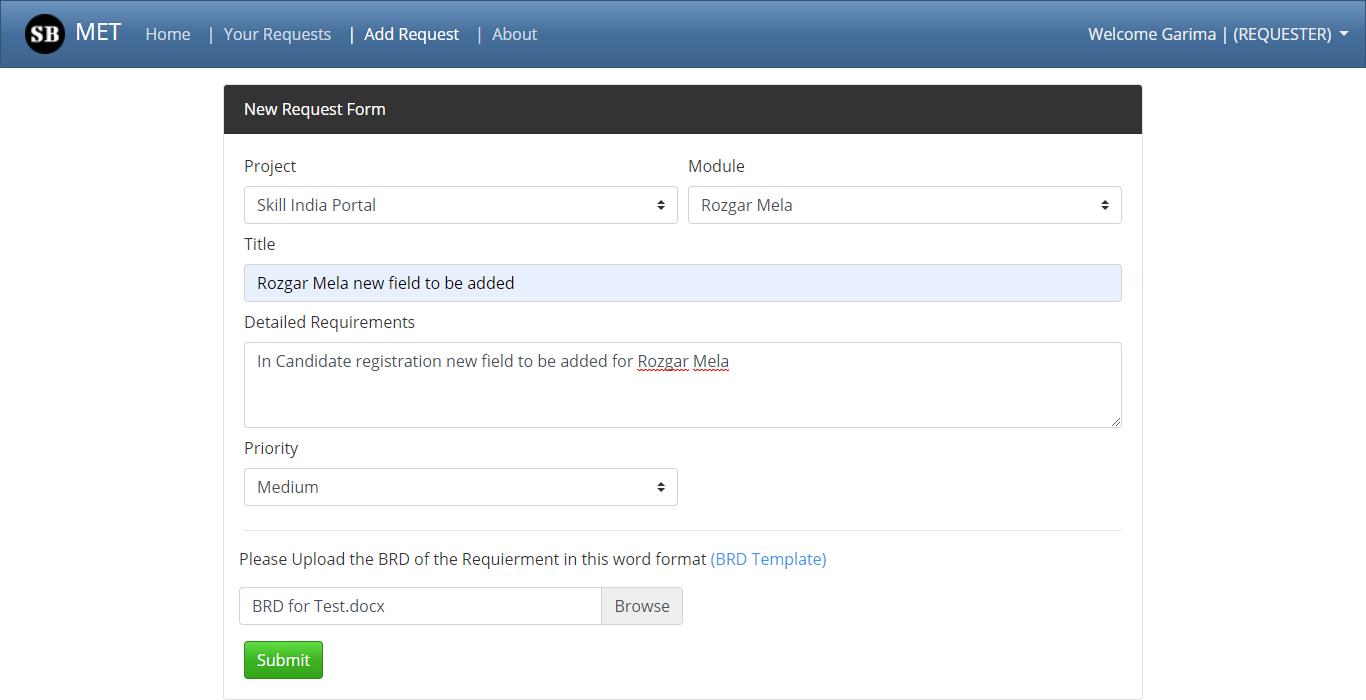 SB MET Home | Your Requests | Add Request | About Welcome Garima | (REQUESTER)
New Request Form
Project Module
Skill India Portal Rozgar Mela
Title
Rozgar Mela new field to be added
Detailed Requirements
In Candidate registration new field to be added for Rozgar Mela
Priority
Medium
Please Upload the BRD of the Requierment in this word format (BRD Template)
BRD for Test.docx Browse
Submit